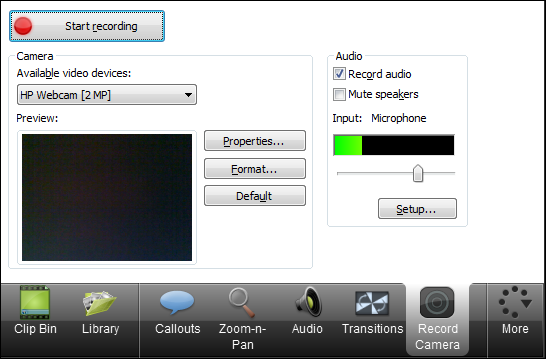 Start recording
Camera
Available video devices:
HP Webcam [2 MP]
Preview:
Properties...
Format...
Default
Audio
Record audio
Mute speakers
Input: Microphone
Setup...
Clip Bin
Library
Callouts
Zoom-n-
Pan
Audio
Transitions
Record
Camera
More